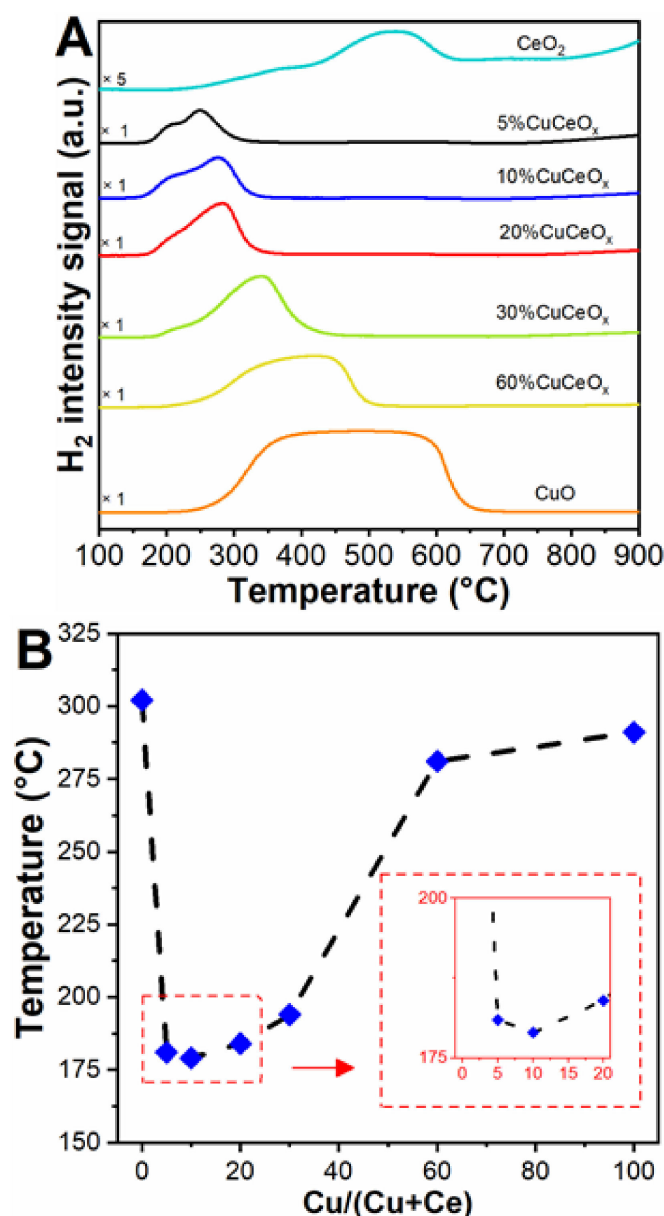 A
H₂ intensity signal (a.u.)
CeO₂
× 5
× 1
5%CuCeOₓ
× 1
10%CuCeOₓ
× 1
20%CuCeOₓ
× 1
30%CuCeOₓ
× 1
60%CuCeOₓ
× 1
CuO
100 200 300 400 500 600 700 800 900
Temperature (°C)
B
Temperature (°C)
325
300
275
250
225
200
175
150
200
175
0 5 10 15 20
0 20 40 60 80 100
Cu/(Cu+Ce)